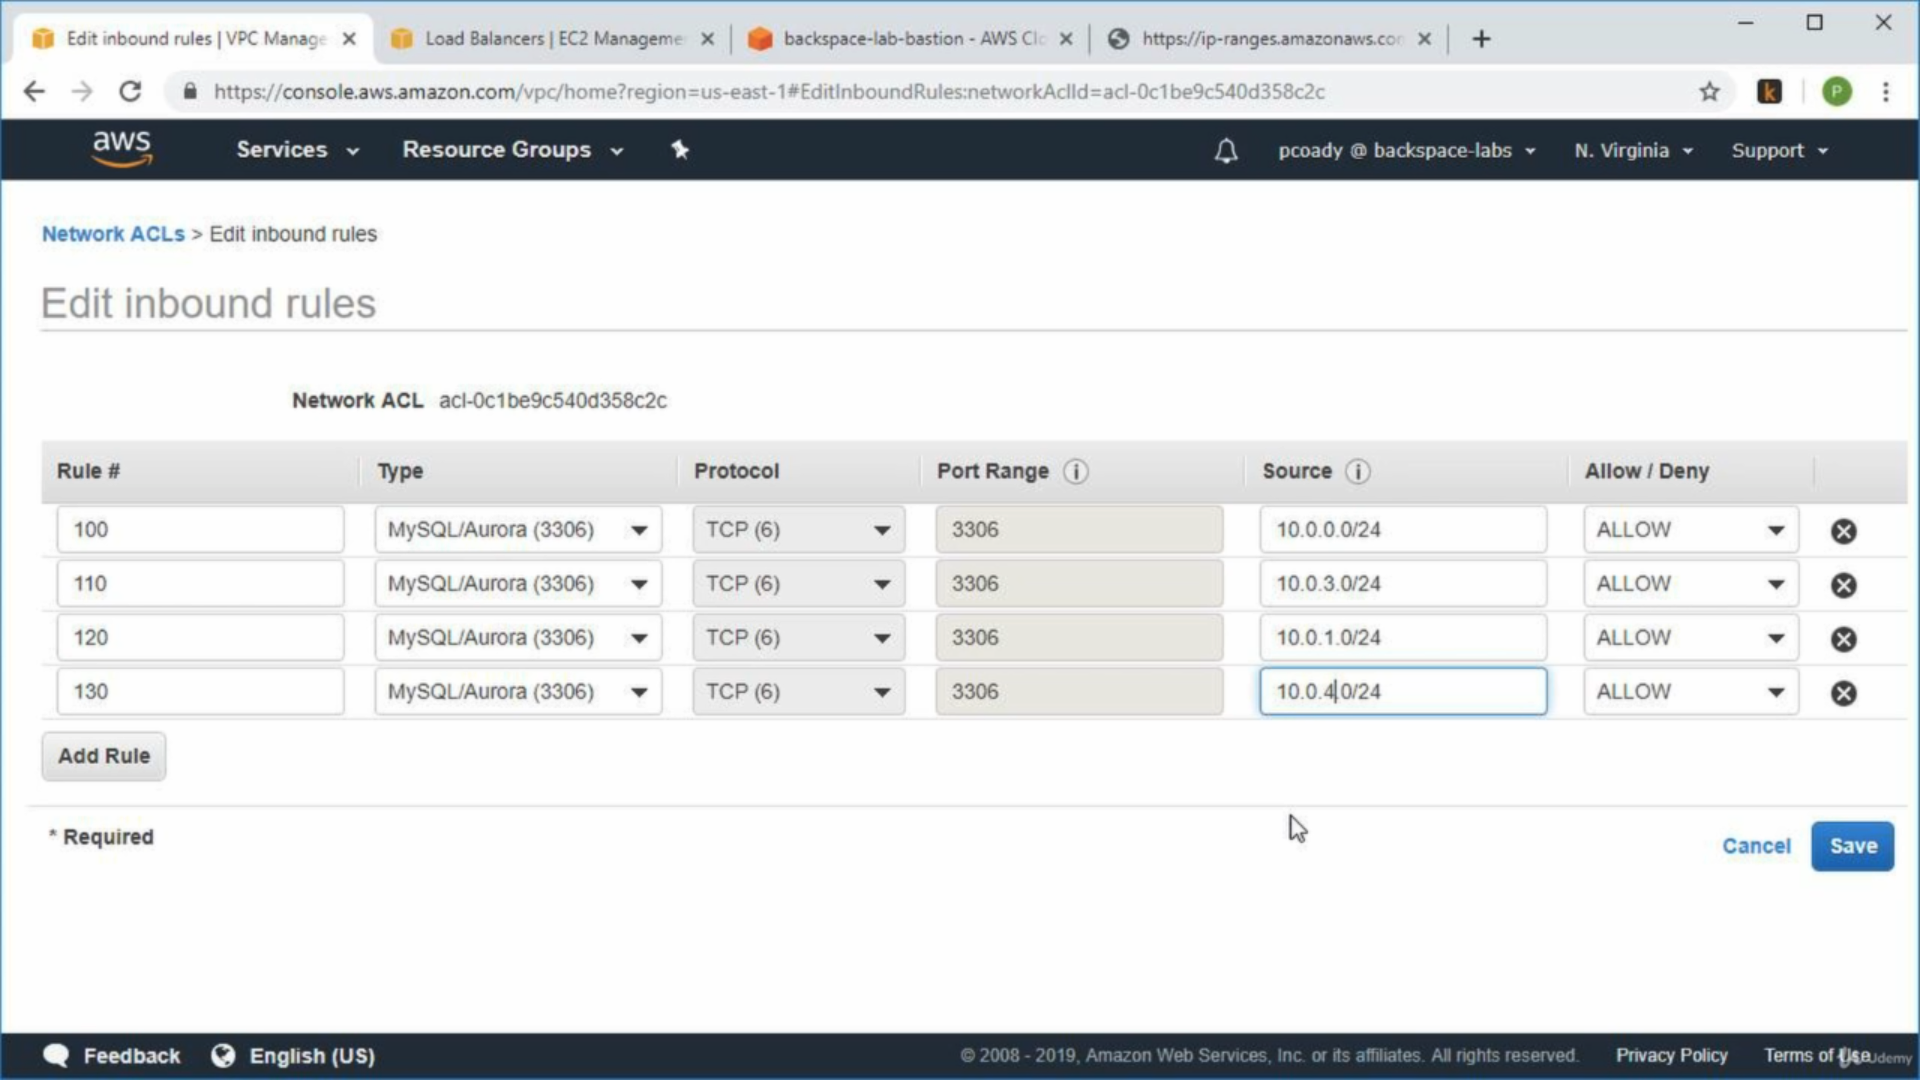 Edit inbound rules | VPC Manage
Load Balancers | EC2 Manageme
backspace-lab-bastion - AWS Clo
https://ip-ranges.amazonaws.co
https://console.aws.amazon.com/vpc/home?region=us-east-1#EditInboundRules:networkAclId=acl-0c1be9c540d358c2c
k
P
aws
Services
Resource Groups
pcoady @ backspace-labs
N. Virginia
Support
Network ACLs > Edit inbound rules
Edit inbound rules
Network ACL acl-0c1be9c540d358c2c
Rule # Type Protocol Port Range i Source i Allow / Deny
100 MySQL/Aurora (3306) TCP (6) 3306 10.0.0.0/24 ALLOW
110 MySQL/Aurora (3306) TCP (6) 3306 10.0.3.0/24 ALLOW
120 MySQL/Aurora (3306) TCP (6) 3306 10.0.1.0/24 ALLOW
130 MySQL/Aurora (3306) TCP (6) 3306 10.0.4.0/24 ALLOW
Add Rule
* Required
Cancel
Save
Feedback
English (US)
© 2008 - 2019, Amazon Web Services, Inc. or its affiliates. All rights reserved.
Privacy Policy
Terms of Use
Udemy